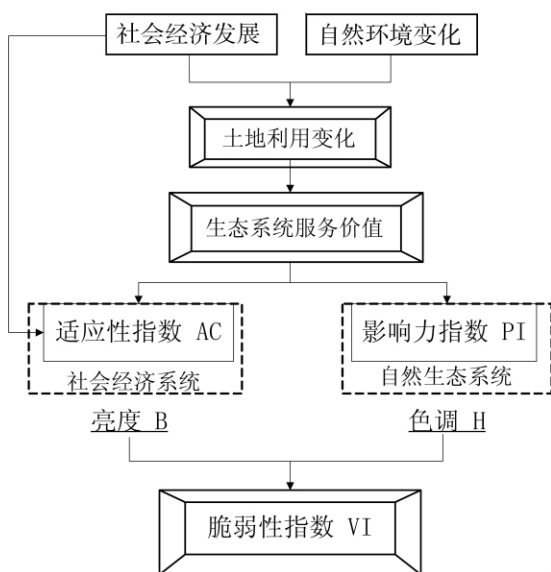 社会经济发展
自然环境变化
土地利用变化
生态系统服务价值
适应性指数 AC
影响力指数 PI
社会经济系统
自然生态系统
亮度 B
色调 H
脆弱性指数 VI